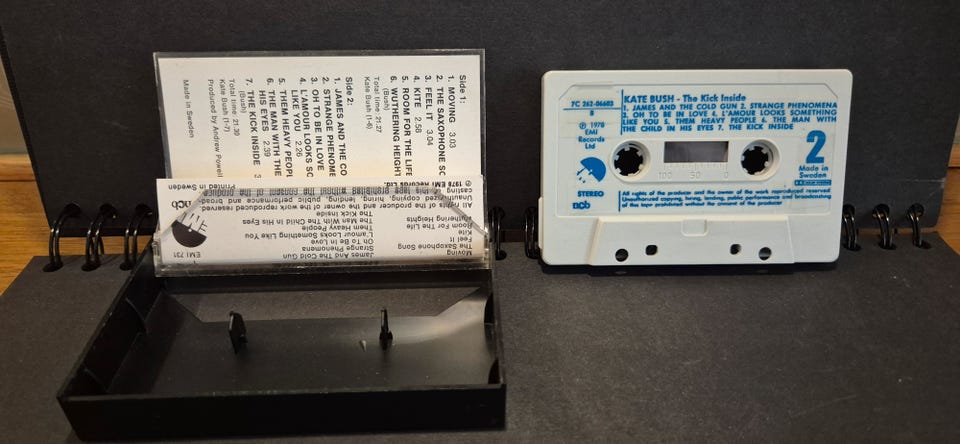 Side 1:
1. MOVING 3.03
2. THE SAXOPHONE SO
3. FEEL IT 3.04
4. KITE 2.58
5. ROOM FOR THE LIFE
6. WUTHERING HEIGHT
(Bush)
Total time: 21:27
Kate Bush (1-6)
Side 2:
1. JAMES AND THE CO
2. STRANGE PHENOME
3. OH TO BE IN LOVE
4. L'AMOUR LOOKS SO
LIKE YOU 2.26
5. THEM HEAVY PEOPL
6. THE MAN WITH THE
HIS EYES 2.39
7. THE KICK INSIDE 3
(Bush)
Total time: 21:39
Kate Bush (1-7)
Produced by Andrew Powell
Made in Sweden
EMI 731
Moving
The Saxophone Song
Feel It
Kite
Room For The Life
Wuthering Heights
James And The Cold Gun
Strange Phenomena
Oh To Be In Love
L'amour Looks Something Like You
Them Heavy People
The Man With The Child In His Eyes
The Kick Inside
All rights of the producer and the owner of the work reproduced reserved.
Unauthorized copying, hiring, lending, public performance and broad-
casting of this tape prohibited
℗ 1978 EMI Records Ltd.
ncb
Printed in Sweden
7C 262-06603
KATE BUSH - The Kick Inside
1. JAMES AND THE COLD GUN 2. STRANGE PHENOMENA
3. OH TO BE IN LOVE 4. L'AMOUR LOOKS SOMETHING
LIKE YOU 5. THEM HEAVY PEOPLE 6. THE MAN WITH
THE CHILD IN HIS EYES 7. THE KICK INSIDE
℗ 1978
EMI
Records
Ltd
STEREO
ncb
100 50 0
2
Made in
Sweden
All rights of the producer and the owner of the work reproduced reserved.
Unauthorized copying, hiring, lending, public performance and broadcasting
of this tape prohibited without the consent of the producer